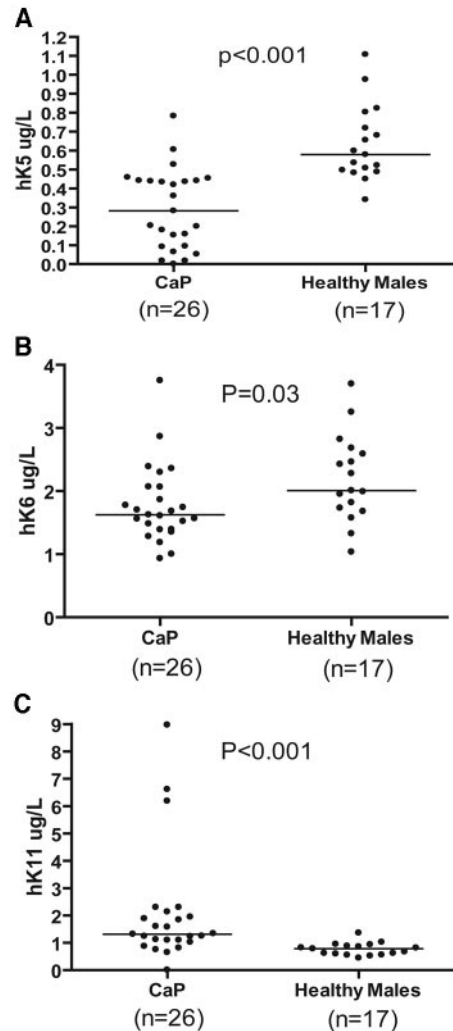 A
p<0.001
hK5 ug/L
1.2
1.1
1.0
0.9
0.8
0.7
0.6
0.5
0.4
0.3
0.2
0.1
0.0
CaP Healthy Males
(n=26) (n=17)
B
P=0.03
hK6 ug/L
4
3
2
1
0
CaP Healthy Males
(n=26) (n=17)
C
P<0.001
hK11 ug/L
9
8
7
6
5
4
3
2
1
0
CaP Healthy Males
(n=26) (n=17)